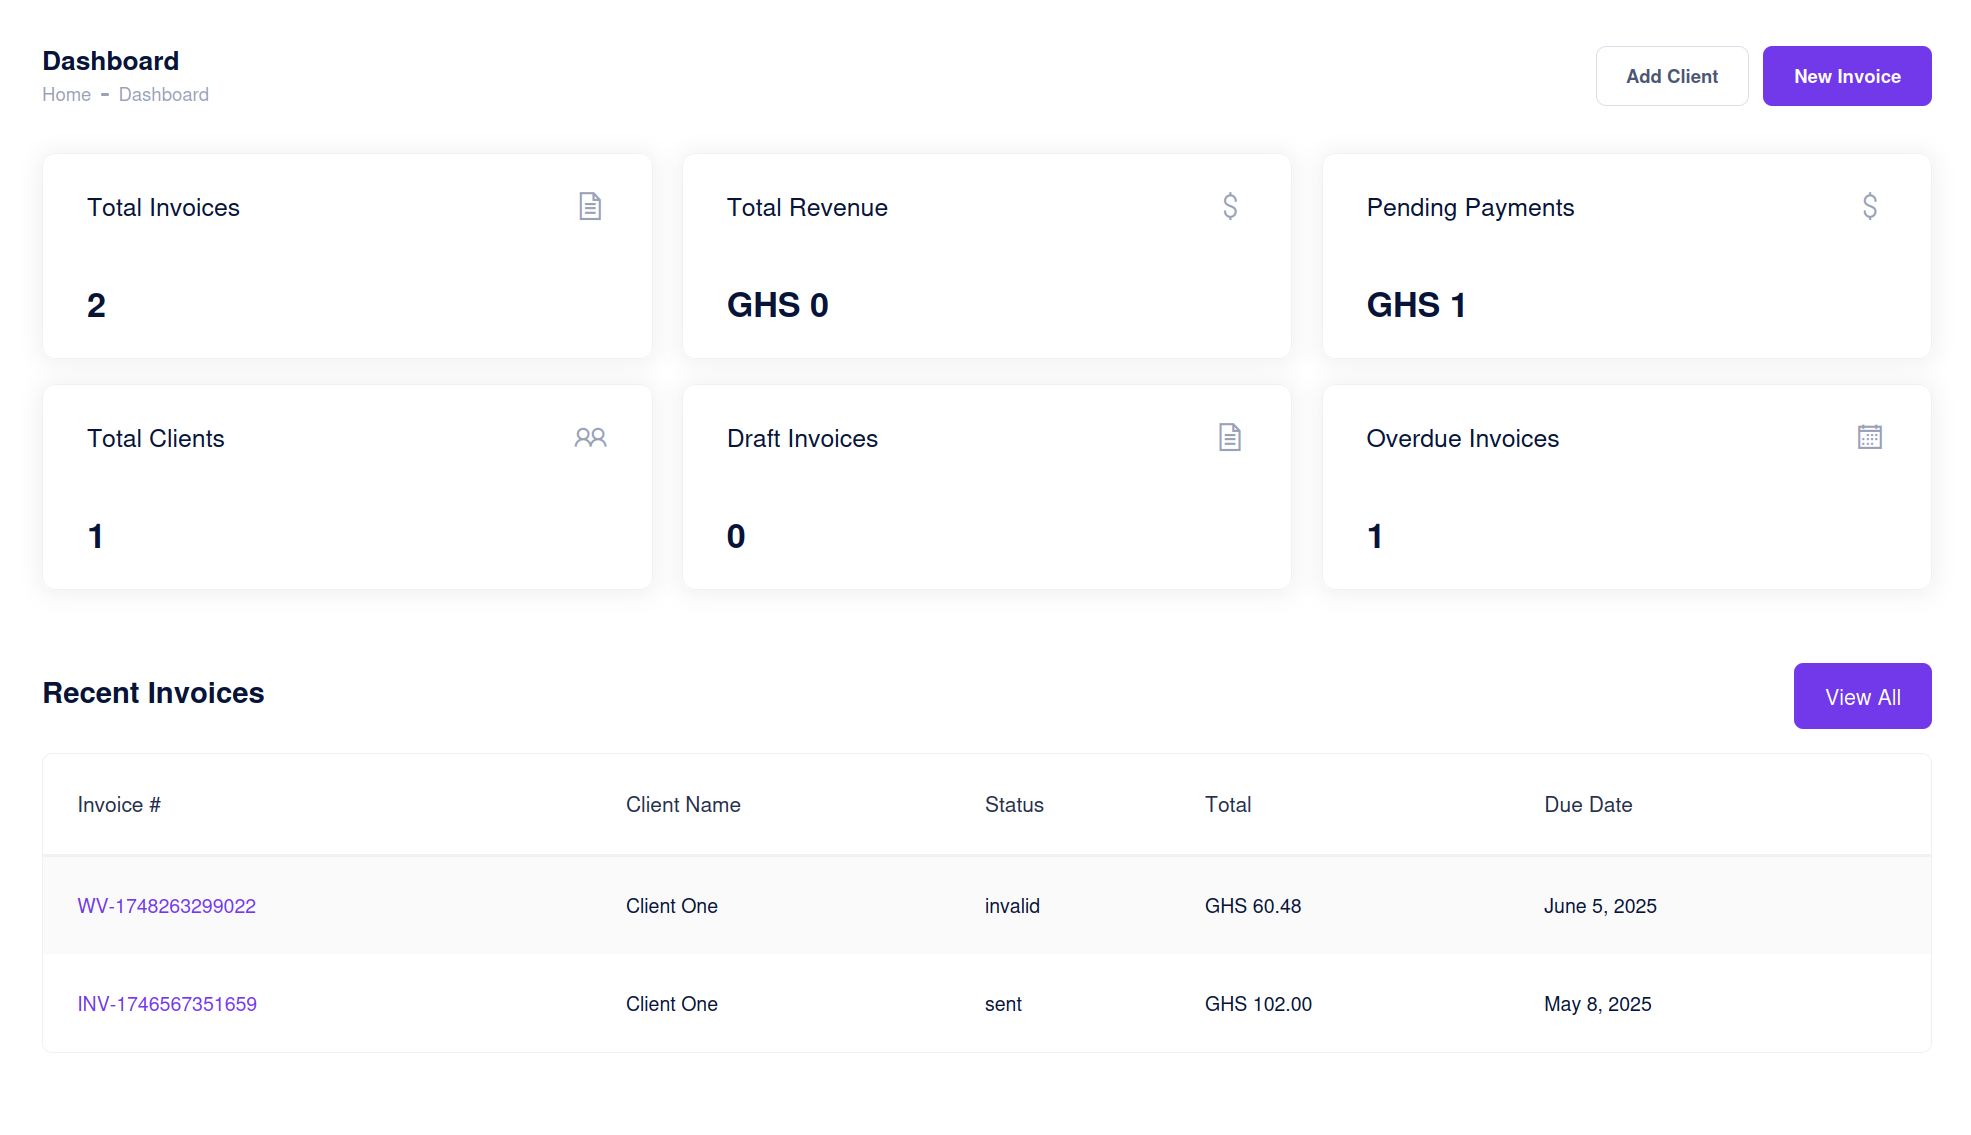 Dashboard
Home - Dashboard
Add Client
New Invoice
Total Invoices
2
Total Revenue
GHS 0
Pending Payments
GHS 1
Total Clients
1
Draft Invoices
0
Overdue Invoices
1
Recent Invoices
View All
Invoice # Client Name Status Total Due Date
WV-1748263299022 Client One invalid GHS 60.48 June 5, 2025
INV-1746567351659 Client One sent GHS 102.00 May 8, 2025